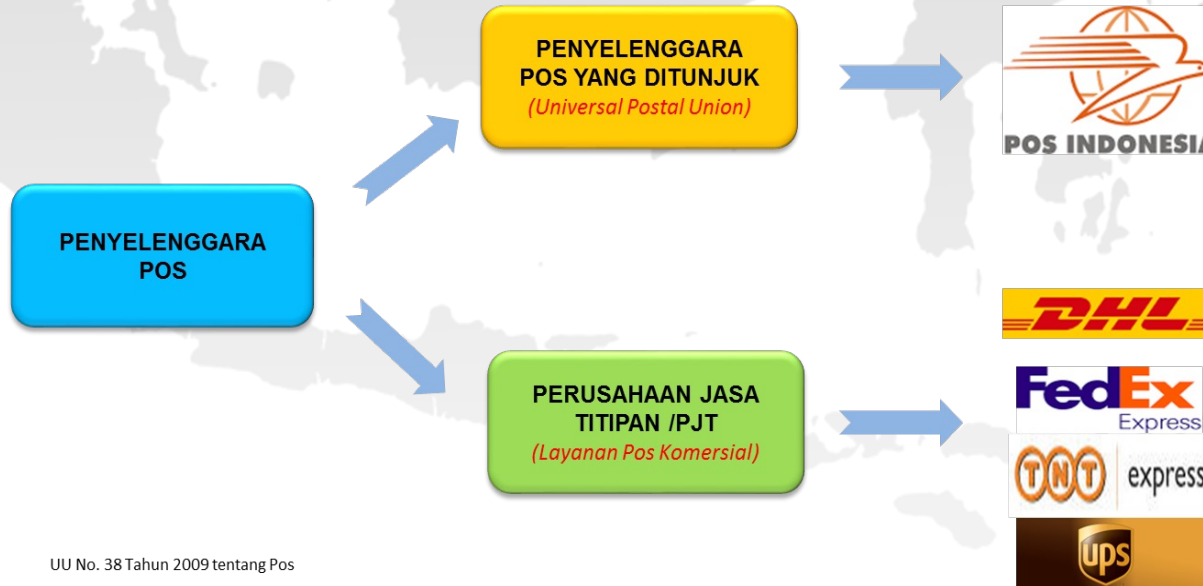 PENYELENGGARA
POS YANG DITUNJUK
(Universal Postal Union)
POS INDONESIA
PENYELENGGARA
POS
DHL
FedEx
Express
PERUSAHAAN JASA
TITIPAN /PJT
(Layanan Pos Komersial)
TNT express
ups
UU No. 38 Tahun 2009 tentang Pos